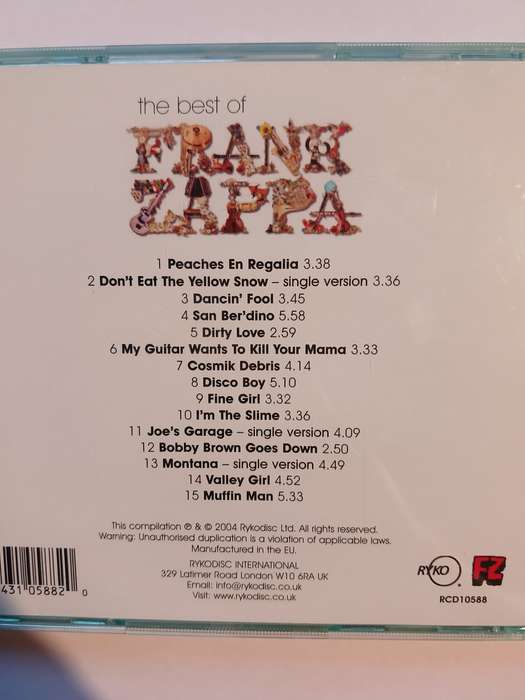 the best of
FRANK
ZAPPA
1 Peaches En Regalia 3.38
2 Don't Eat The Yellow Snow – single version 3.36
3 Dancin' Fool 3.45
4 San Ber'dino 5.58
5 Dirty Love 2.59
6 My Guitar Wants To Kill Your Mama 3.33
7 Cosmik Debris 4.14
8 Disco Boy 5.10
9 Fine Girl 3.32
10 I'm The Slime 3.36
11 Joe's Garage – single version 4.09
12 Bobby Brown Goes Down 2.50
13 Montana – single version 4.49
14 Valley Girl 4.52
15 Muffin Man 5.33
This compilation ℗ & © 2004 Rykodisc Ltd. All rights reserved.
Warning: Unauthorised duplication is a violation of applicable laws.
Manufactured in the EU.
RYKODISC INTERNATIONAL
329 Latimer Road London W10 6RA UK
Email: info@rykodisc.co.uk
Visit: www.rykodisc.co.uk
431 05882 0
RYKO
FZ
RCD10588